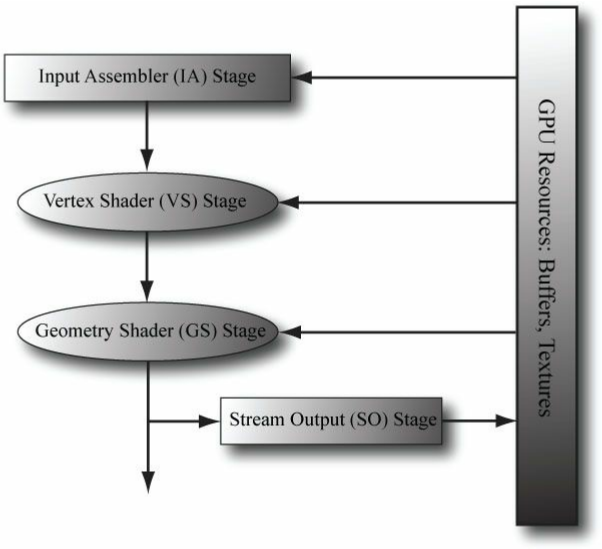 Input Assembler (IA) Stage
Vertex Shader (VS) Stage
Geometry Shader (GS) Stage
Stream Output (SO) Stage
GPU Resources: Buffers, Textures